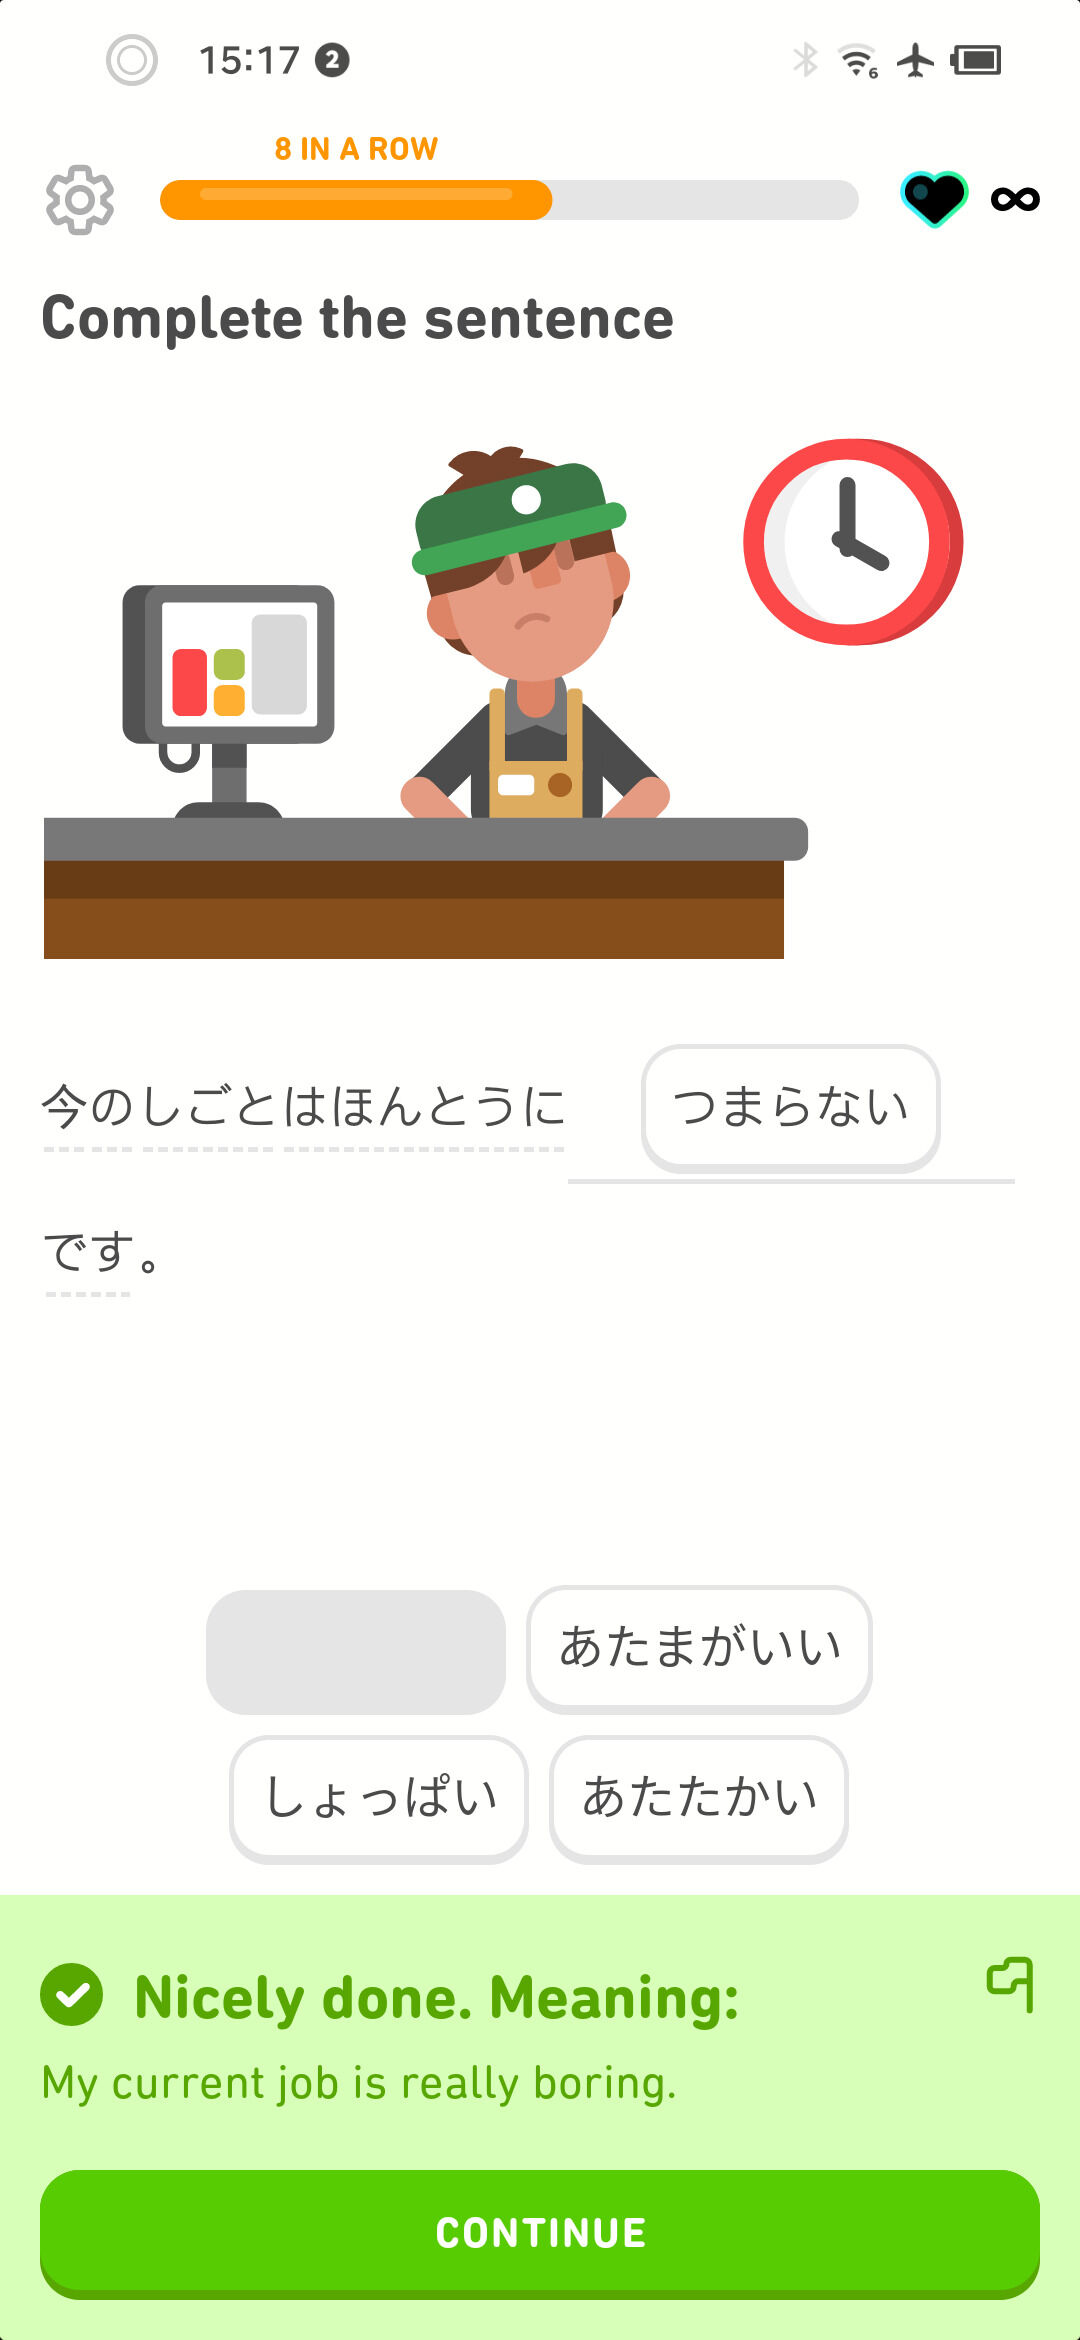 15:17 2
6
8 IN A ROW
Complete the sentence
今のしごとはほんとうに つまらない
です。
あたまがいい
しょっぱい あたたかい
Nicely done. Meaning:
My current job is really boring.
CONTINUE